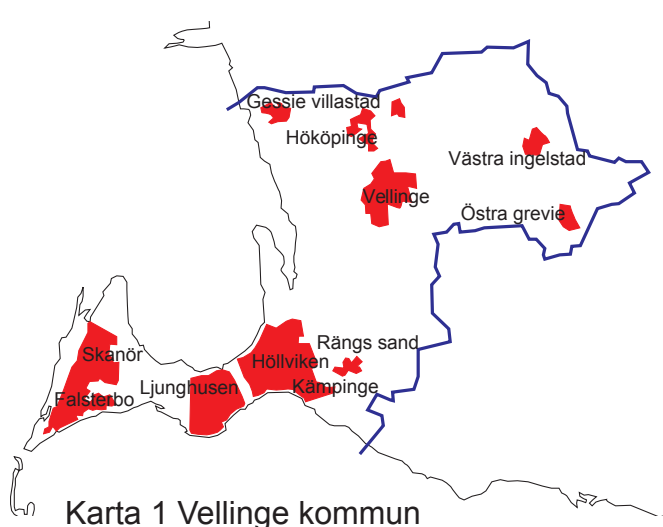 Gessie villastad
Hököpinge
Västra ingelstad
Vellinge
Östra grevie
Rängs sand
Skanör
Höllviken
Ljunghusen
Kämpinge
Falsterbo
Karta 1 Vellinge kommun